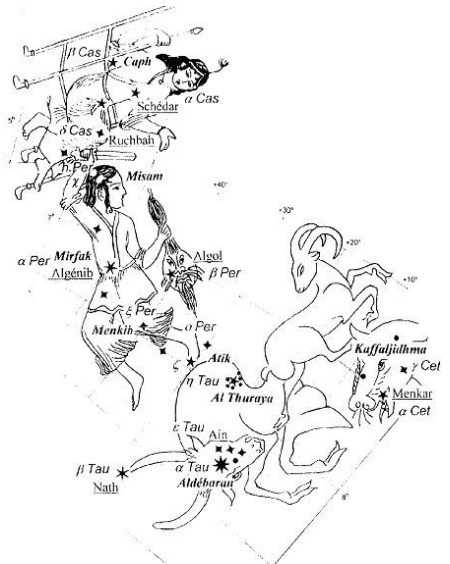 β Cas
Caph
α Cas
Schédar
δ Cas
Ruchbah
h Per
χ
Misam
+40°
+30°
+20°
+10°
α Per
Mirfak
Algénib
Algol
β Per
ξ Per
Menkib
ο Per
Atik
ζ
η Tau
Al Thuraya
Kaffaljidhma
γ Cet
Menkar
α Cet
ε Tau
Ain
β Tau
Nath
α Tau
Aldébaran